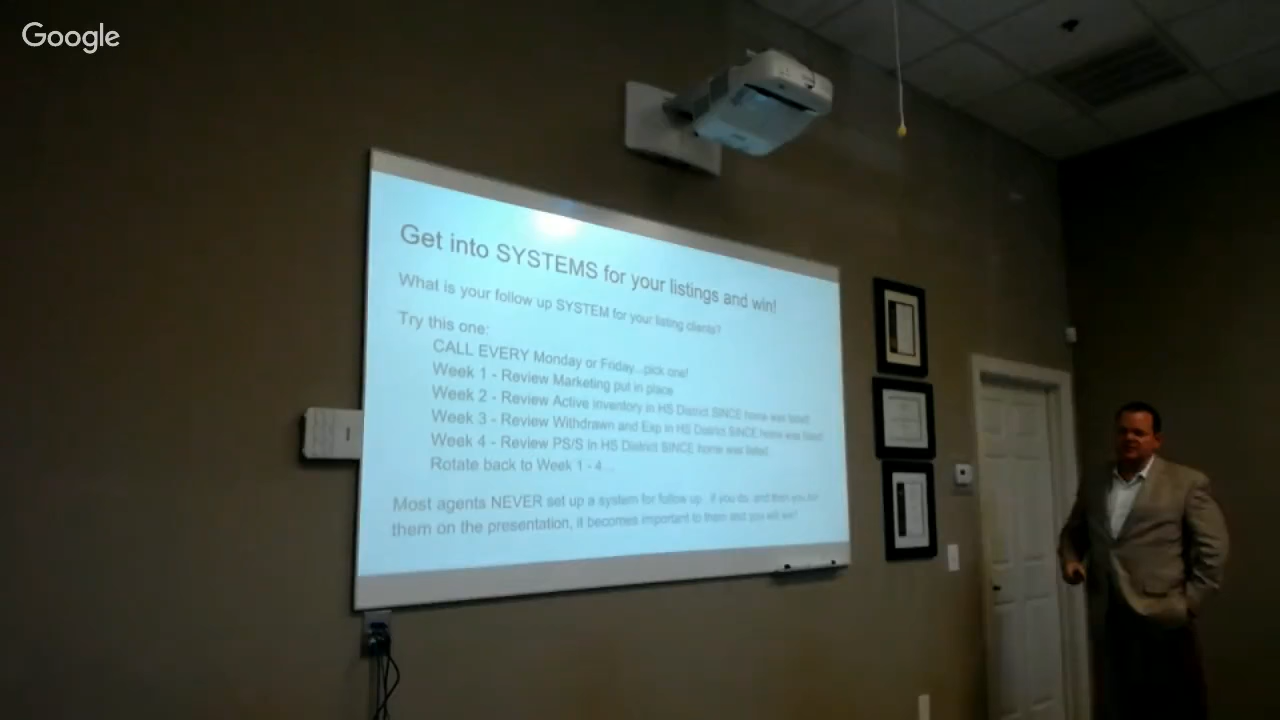 Google
Get into SYSTEMS for your listings and win!
What is your follow up SYSTEM for your listing clients?
Try this one:
CALL EVERY Monday or Friday...pick one!
Week 1 - Review Marketing put in place
Week 2 - Review Active inventory in HS District SINCE home was listed!
Week 3 - Review Withdrawn and Exp in HS District SINCE home was listed!
Week 4 - Review PS/S in HS District SINCE home was listed.
Rotate back to Week 1 - 4...
Most agents NEVER set up a system for follow up. If you do, and then you
them on the presentation, it becomes important to them and you will win!